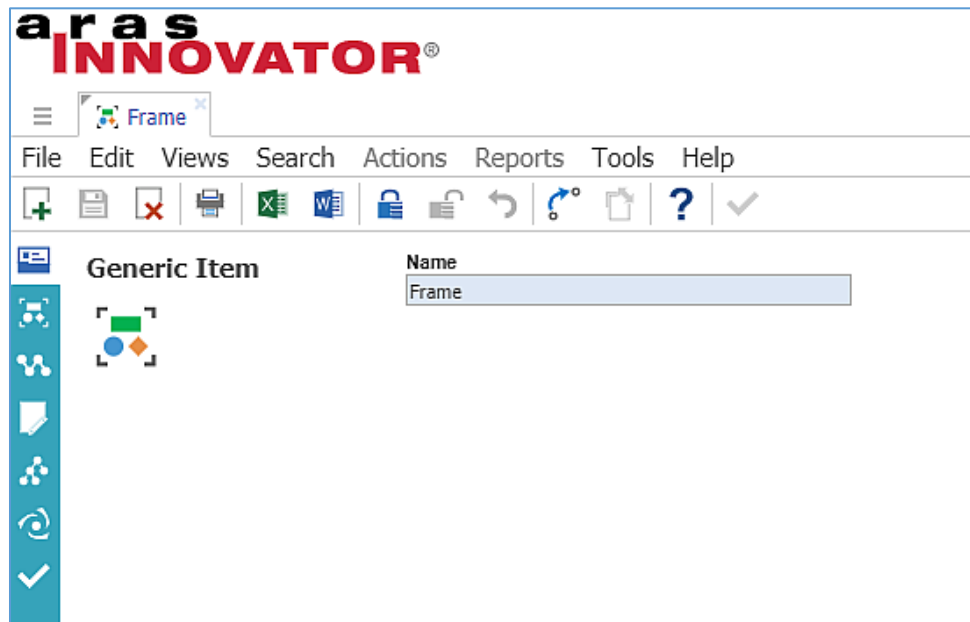 aras
INNOVATOR®
Frame
File Edit Views Search Actions Reports Tools Help
Generic Item
Name
Frame